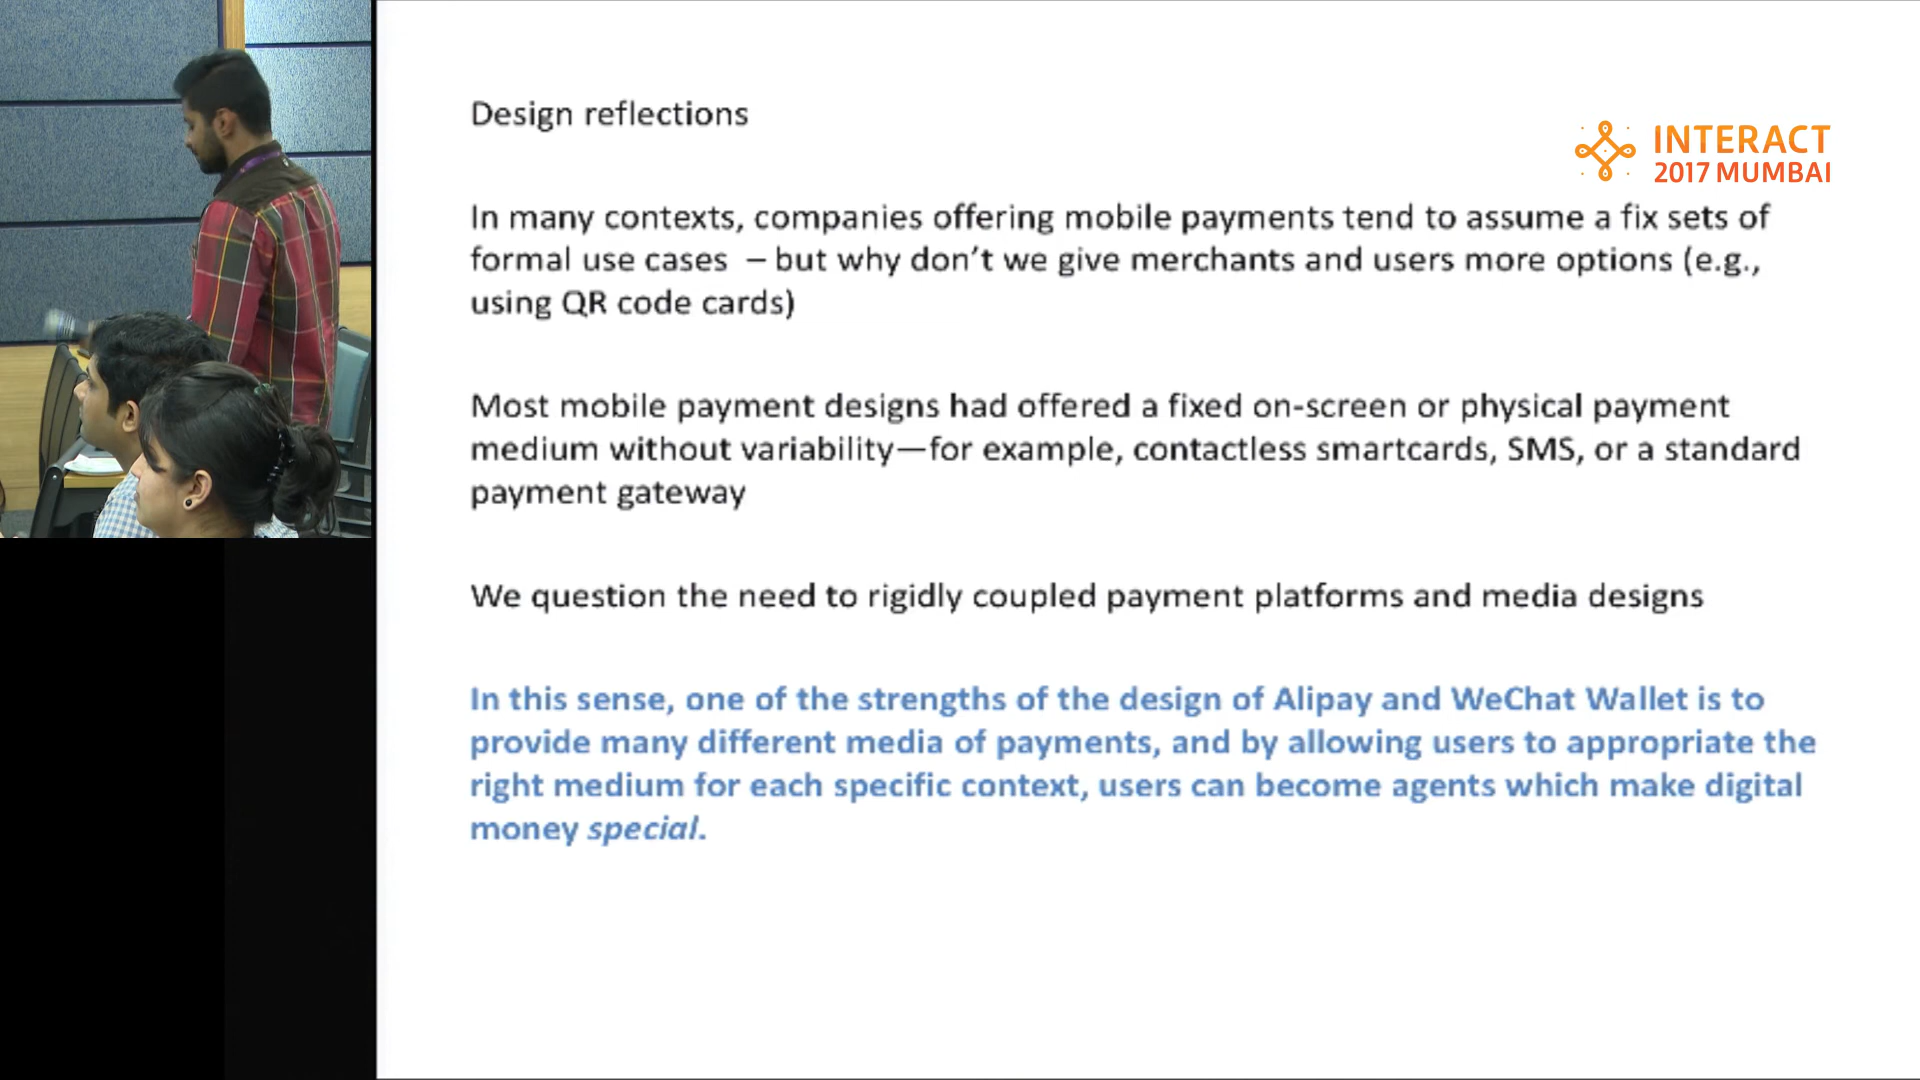 Design reflections
INTERACT
2017 MUMBAI
In many contexts, companies offering mobile payments tend to assume a fix sets of
formal use cases – but why don’t we give merchants and users more options (e.g.,
using QR code cards)
Most mobile payment designs had offered a fixed on-screen or physical payment
medium without variability—for example, contactless smartcards, SMS, or a standard
payment gateway
We question the need to rigidly coupled payment platforms and media designs
In this sense, one of the strengths of the design of Alipay and WeChat Wallet is to
provide many different media of payments, and by allowing users to appropriate the
right medium for each specific context, users can become agents which make digital
money special.